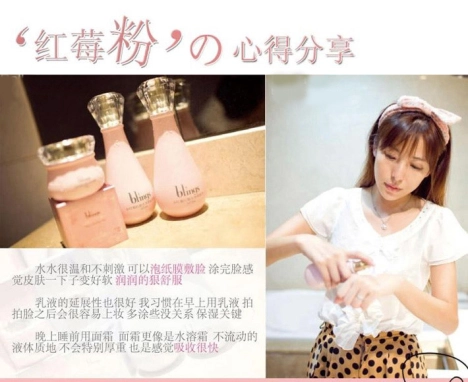 ‘红莓粉’の 心得分享
blings
blings
blings
水水很温和不刺激 可以泡纸膜敷脸 涂完脸感
觉皮肤一下子变好软 润润的狠舒服
乳液的延展性也很好 我习惯在早上用乳液 拍
拍脸之后会很容易上妆 多涂些没关系 保湿关键
晚上睡前用面霜 面霜更像是水溶霜 不流动的
液体质地 不会特别厚重 也是感觉吸收很快